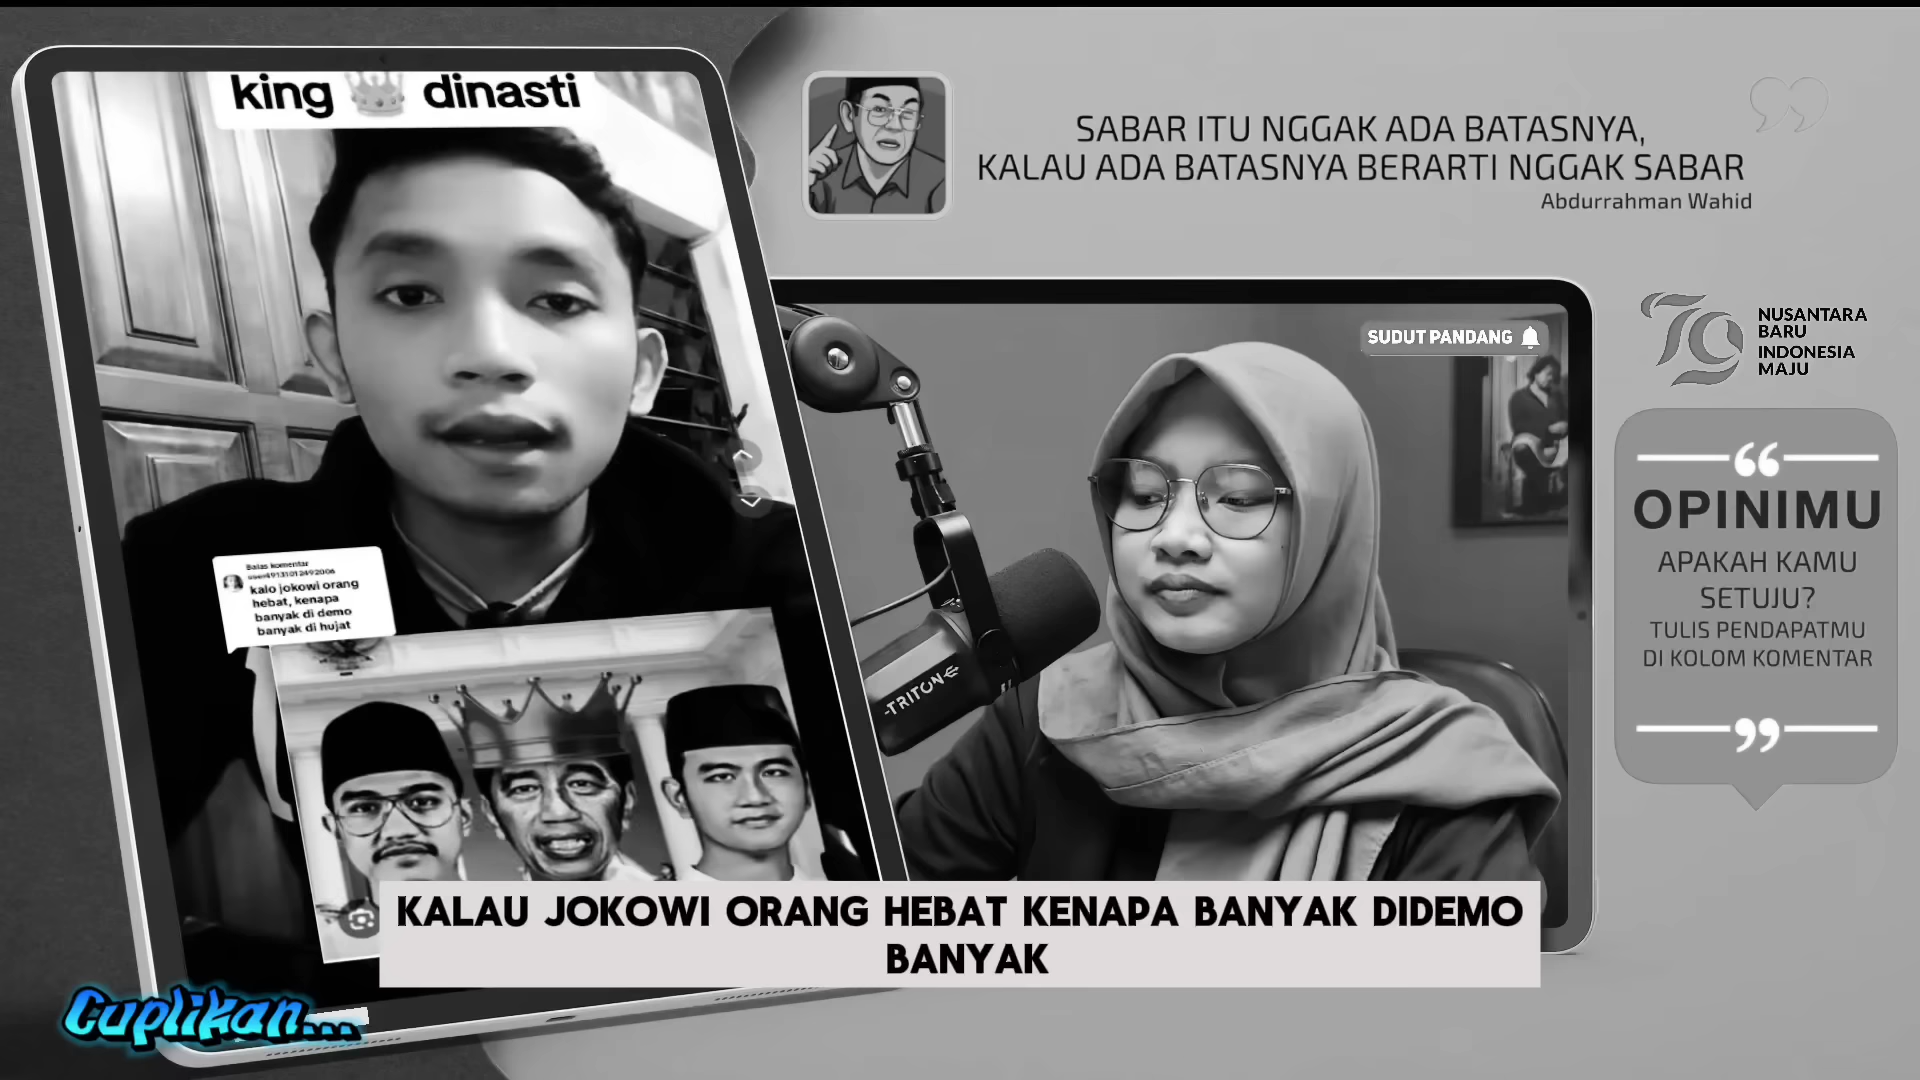 king 👑 dinasti
SABAR ITU NGGAK ADA BATASNYA,
KALAU ADA BATASNYA BERARTI NGGAK SABAR
Abdurrahman Wahid
SUDUT PANDANG
79
NUSANTARA
BARU
INDONESIA
MAJU
OPINIMU
APAKAH KAMU
SETUJU?
TULIS PENDAPATMU
DI KOLOM KOMENTAR
Balas komentar
kalo jokowi orang
hebat, kenapa
banyak di demo
banyak di hujat
TRITON
KALAU JOKOWI ORANG HEBAT KENAPA BANYAK DIDEMO
BANYAK
Cuplikan...